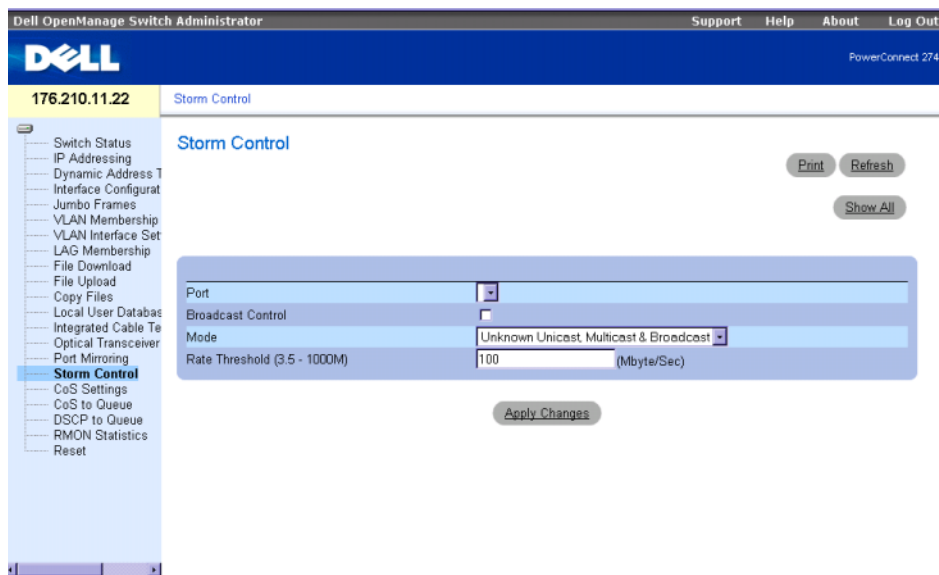 Dell OpenManage Switch Administrator
Support Help About Log Out
DELL
PowerConnect 274
176.210.11.22
Storm Control
Switch Status
IP Addressing
Dynamic Address T
Interface Configurat
Jumbo Frames
VLAN Membership
VLAN Interface Set
LAG Membership
File Download
File Upload
Copy Files
Local User Databas
Integrated Cable Te
Optical Transceiver
Port Mirroring
Storm Control
CoS Settings
CoS to Queue
DSCP to Queue
RMON Statistics
Reset
Storm Control
Print Refresh
Show All
Port
Broadcast Control
Mode Unknown Unicast, Multicast & Broadcast
Rate Threshold (3.5 - 1000M) 100 (Mbyte/Sec)
Apply Changes